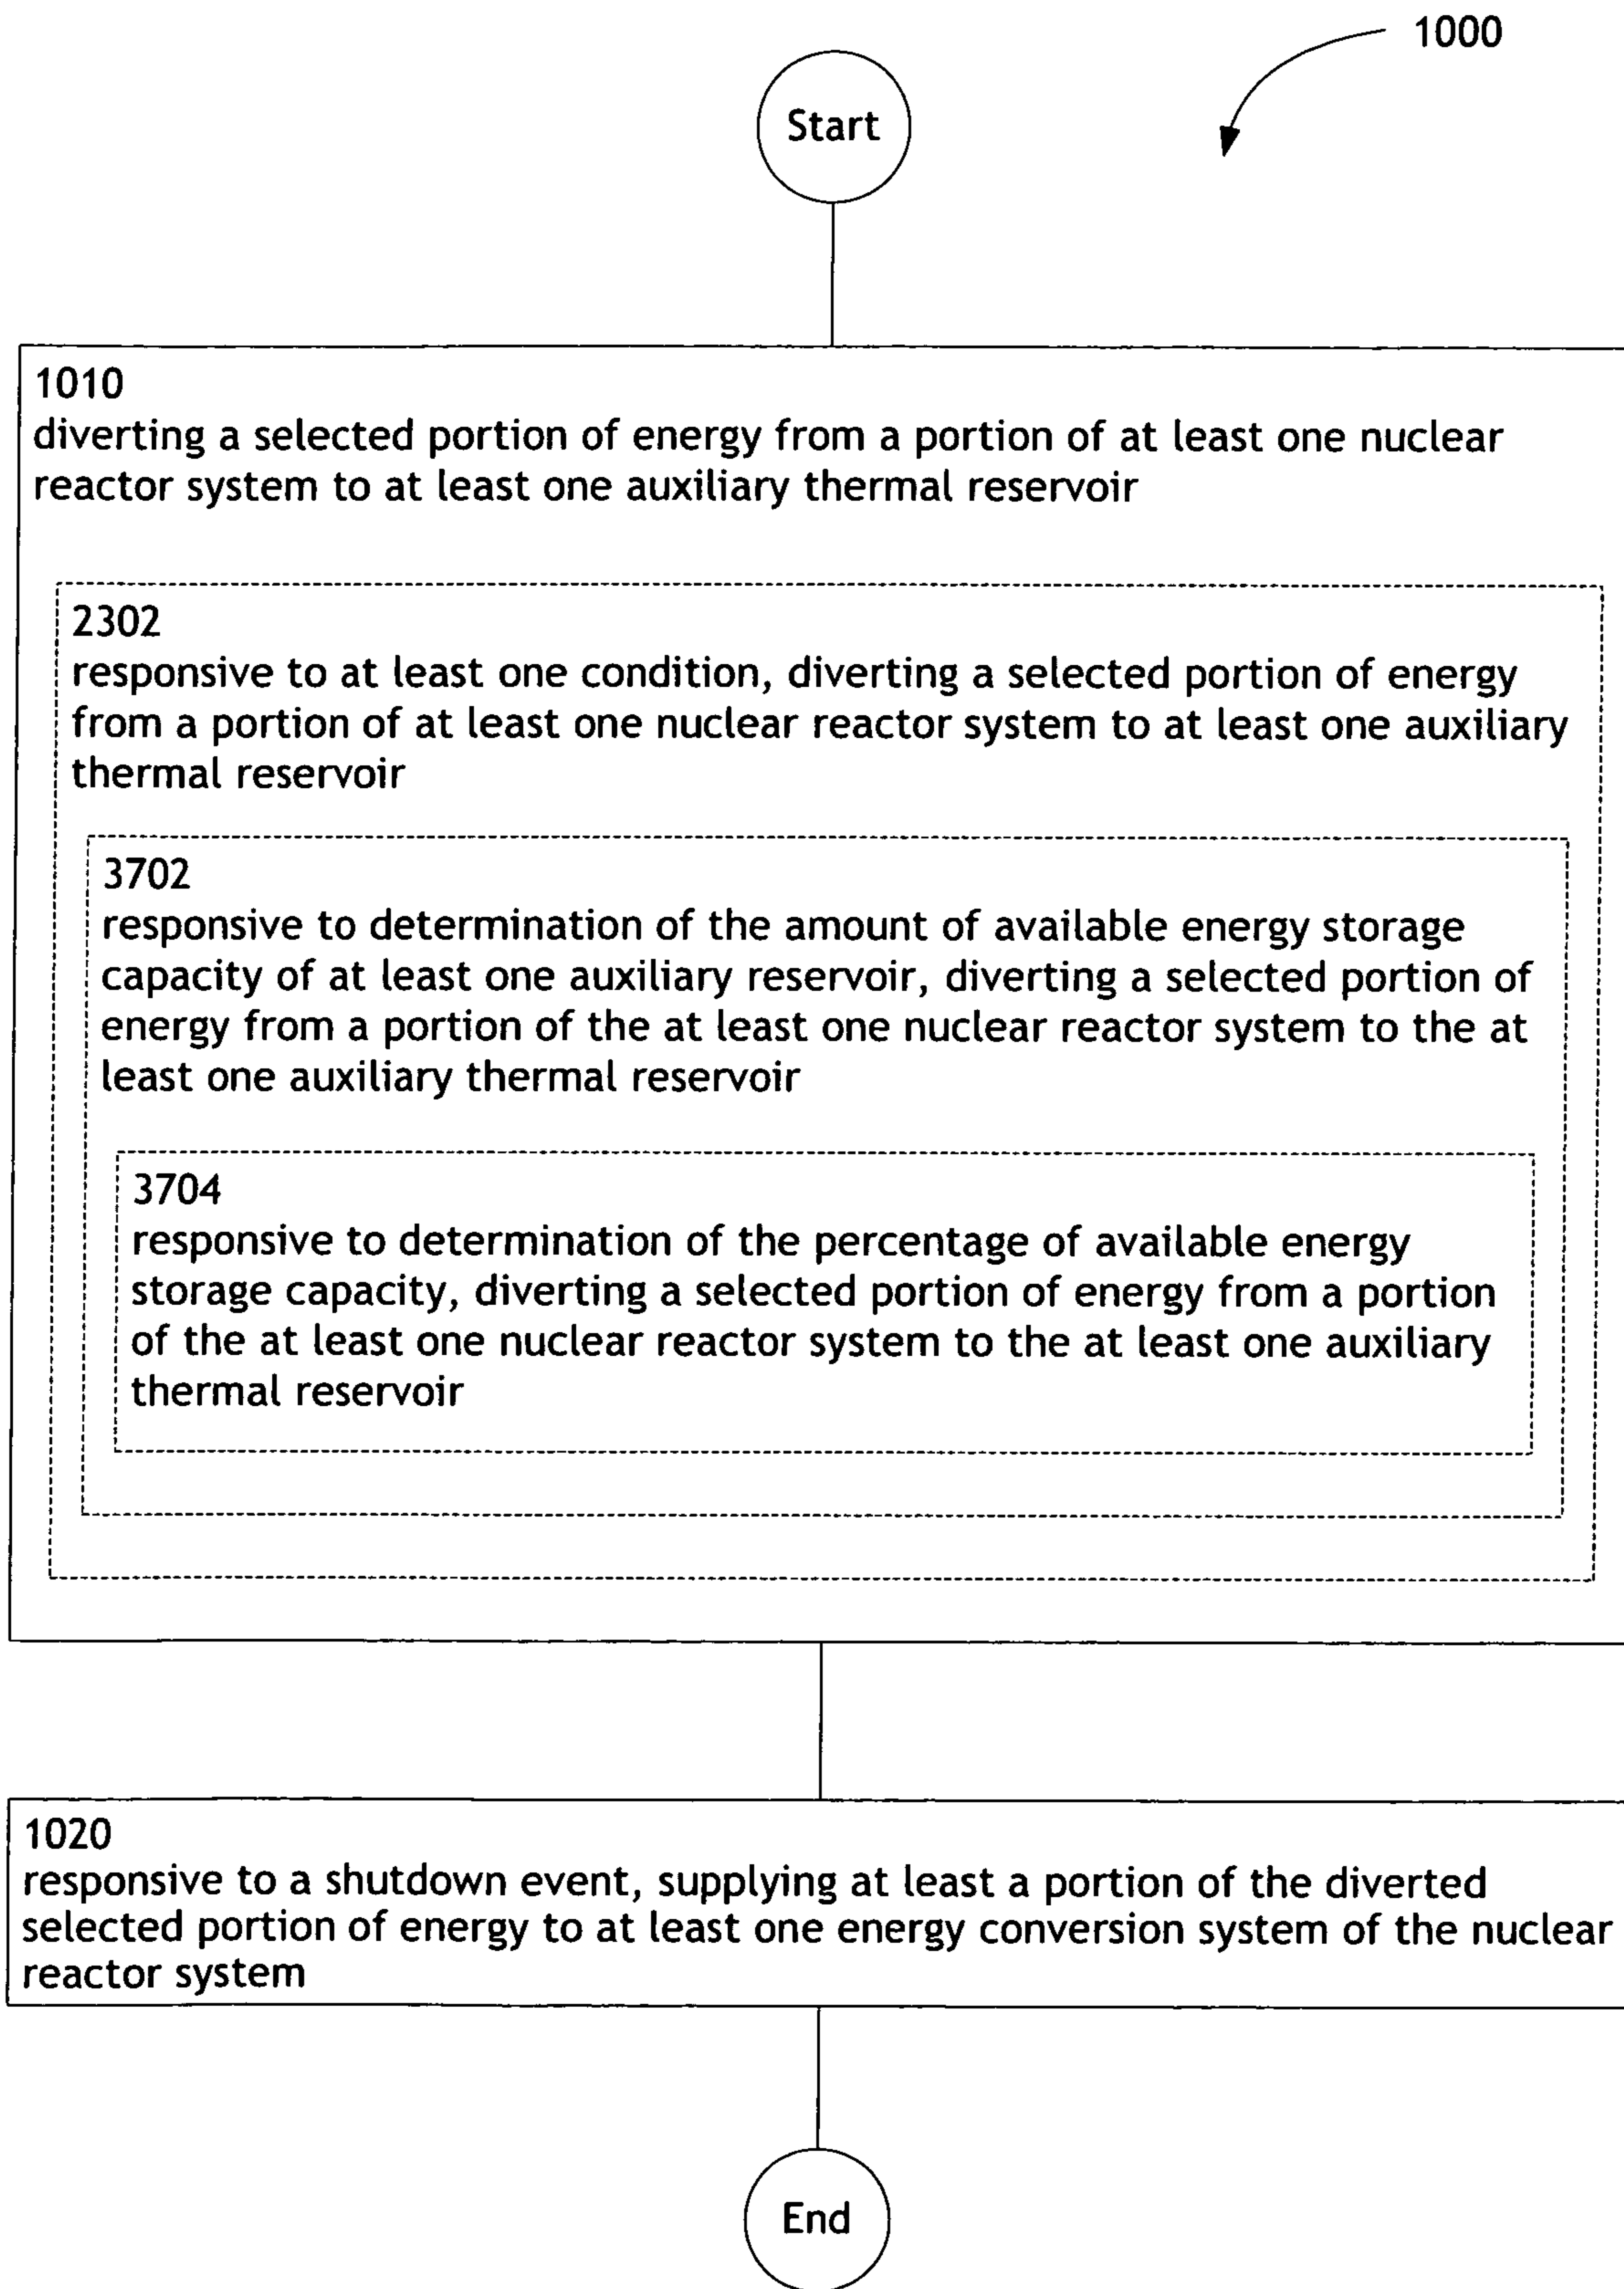 1000
Start
1010
diverting a selected portion of energy from a portion of at least one nuclear
reactor system to at least one auxiliary thermal reservoir
2302
responsive to at least one condition, diverting a selected portion of energy
from a portion of at least one nuclear reactor system to at least one auxiliary
thermal reservoir
3702
responsive to determination of the amount of available energy storage
capacity of at least one auxiliary reservoir, diverting a selected portion of
energy from a portion of the at least one nuclear reactor system to the at
least one auxiliary thermal reservoir
3704
responsive to determination of the percentage of available energy
storage capacity, diverting a selected portion of energy from a portion
of the at least one nuclear reactor system to the at least one auxiliary
thermal reservoir
1020
responsive to a shutdown event, supplying at least a portion of the diverted
selected portion of energy to at least one energy conversion system of the nuclear
reactor system
End